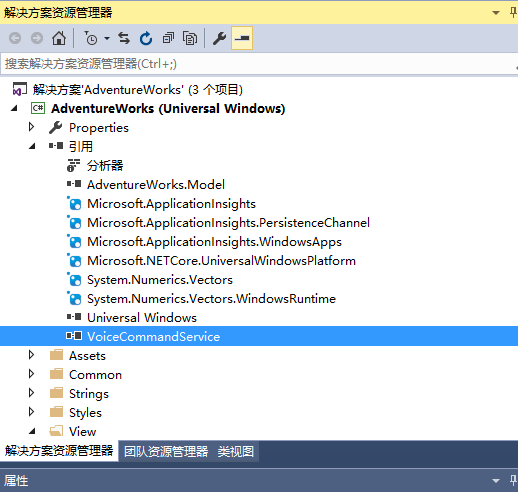 解决方案资源管理器
搜索解决方案资源管理器(Ctrl+;)
解决方案'AdventureWorks' (3 个项目)
C# AdventureWorks (Universal Windows)
Properties
引用
分析器
AdventureWorks.Model
Microsoft.ApplicationInsights
Microsoft.ApplicationInsights.PersistenceChannel
Microsoft.ApplicationInsights.WindowsApps
Microsoft.NETCore.UniversalWindowsPlatform
System.Numerics.Vectors
System.Numerics.Vectors.WindowsRuntime
Universal Windows
VoiceCommandService
Assets
Common
Strings
Styles
View
解决方案资源管理器 团队资源管理器 类视图
属性